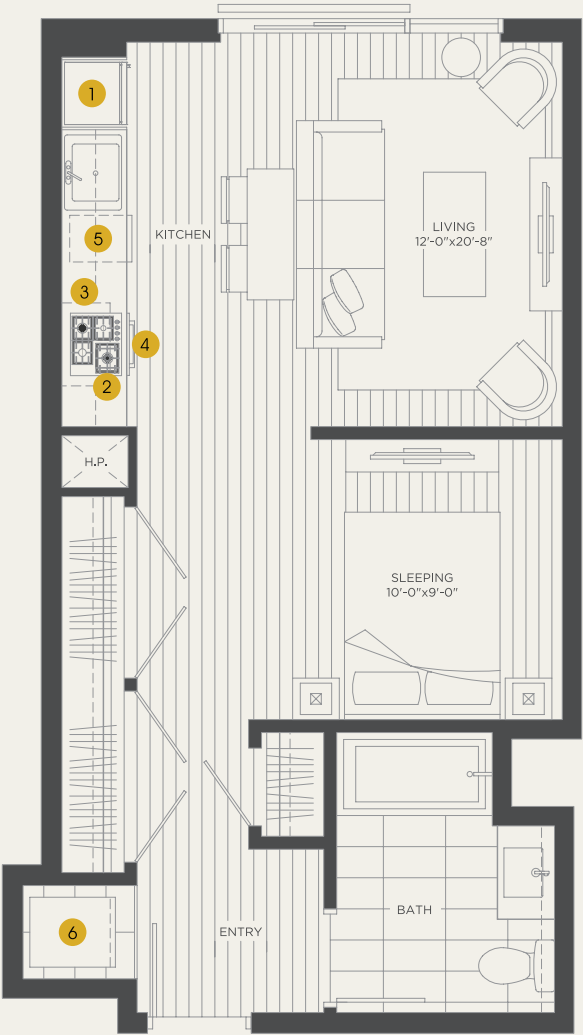 1
5
KITCHEN
LIVING
12'-0"x20'-8"
3
4
2
H.P.
SLEEPING
10'-0"x9'-0"
BATH
ENTRY
6